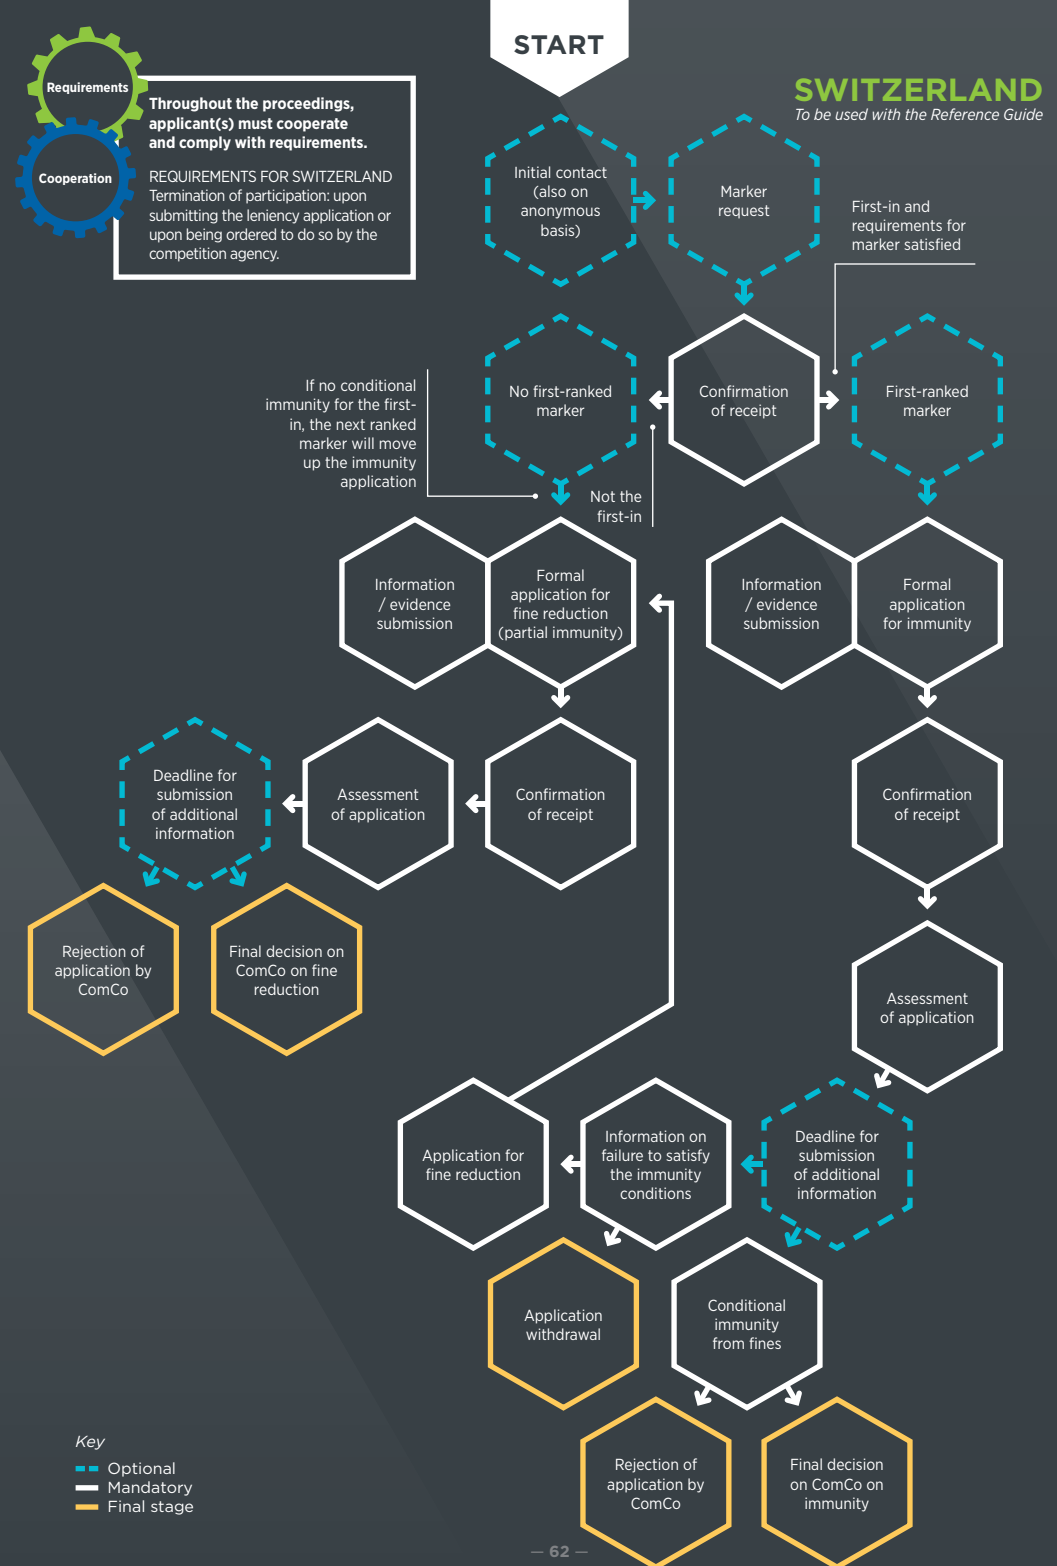 START
SWITZERLAND
To be used with the Reference Guide
Requirements
Cooperation
Throughout the proceedings,
applicant(s) must cooperate
and comply with requirements.
REQUIREMENTS FOR SWITZERLAND
Termination of participation: upon
submitting the leniency application or
upon being ordered to do so by the
competition agency.
Initial contact
(also on
anonymous
basis)
Marker
request
First-in and
requirements for
marker satisfied
If no conditional
immunity for the first-
in, the next ranked
marker will move
up the immunity
application
No first-ranked
marker
Confirmation
of receipt
First-ranked
marker
Not the
first-in
Information
/ evidence
submission
Formal
application for
fine reduction
(partial immunity)
Information
/ evidence
submission
Formal
application
for immunity
Deadline for
submission
of additional
information
Assessment
of application
Confirmation
of receipt
Confirmation
of receipt
Rejection of
application by
ComCo
Final decision on
ComCo on fine
reduction
Assessment
of application
Application for
fine reduction
Information on
failure to satisfy
the immunity
conditions
Deadline for
submission
of additional
information
Application
withdrawal
Conditional
immunity
from fines
Rejection of
application by
ComCo
Final decision
on ComCo on
immunity
Key
Optional
Mandatory
Final stage
— 62 —